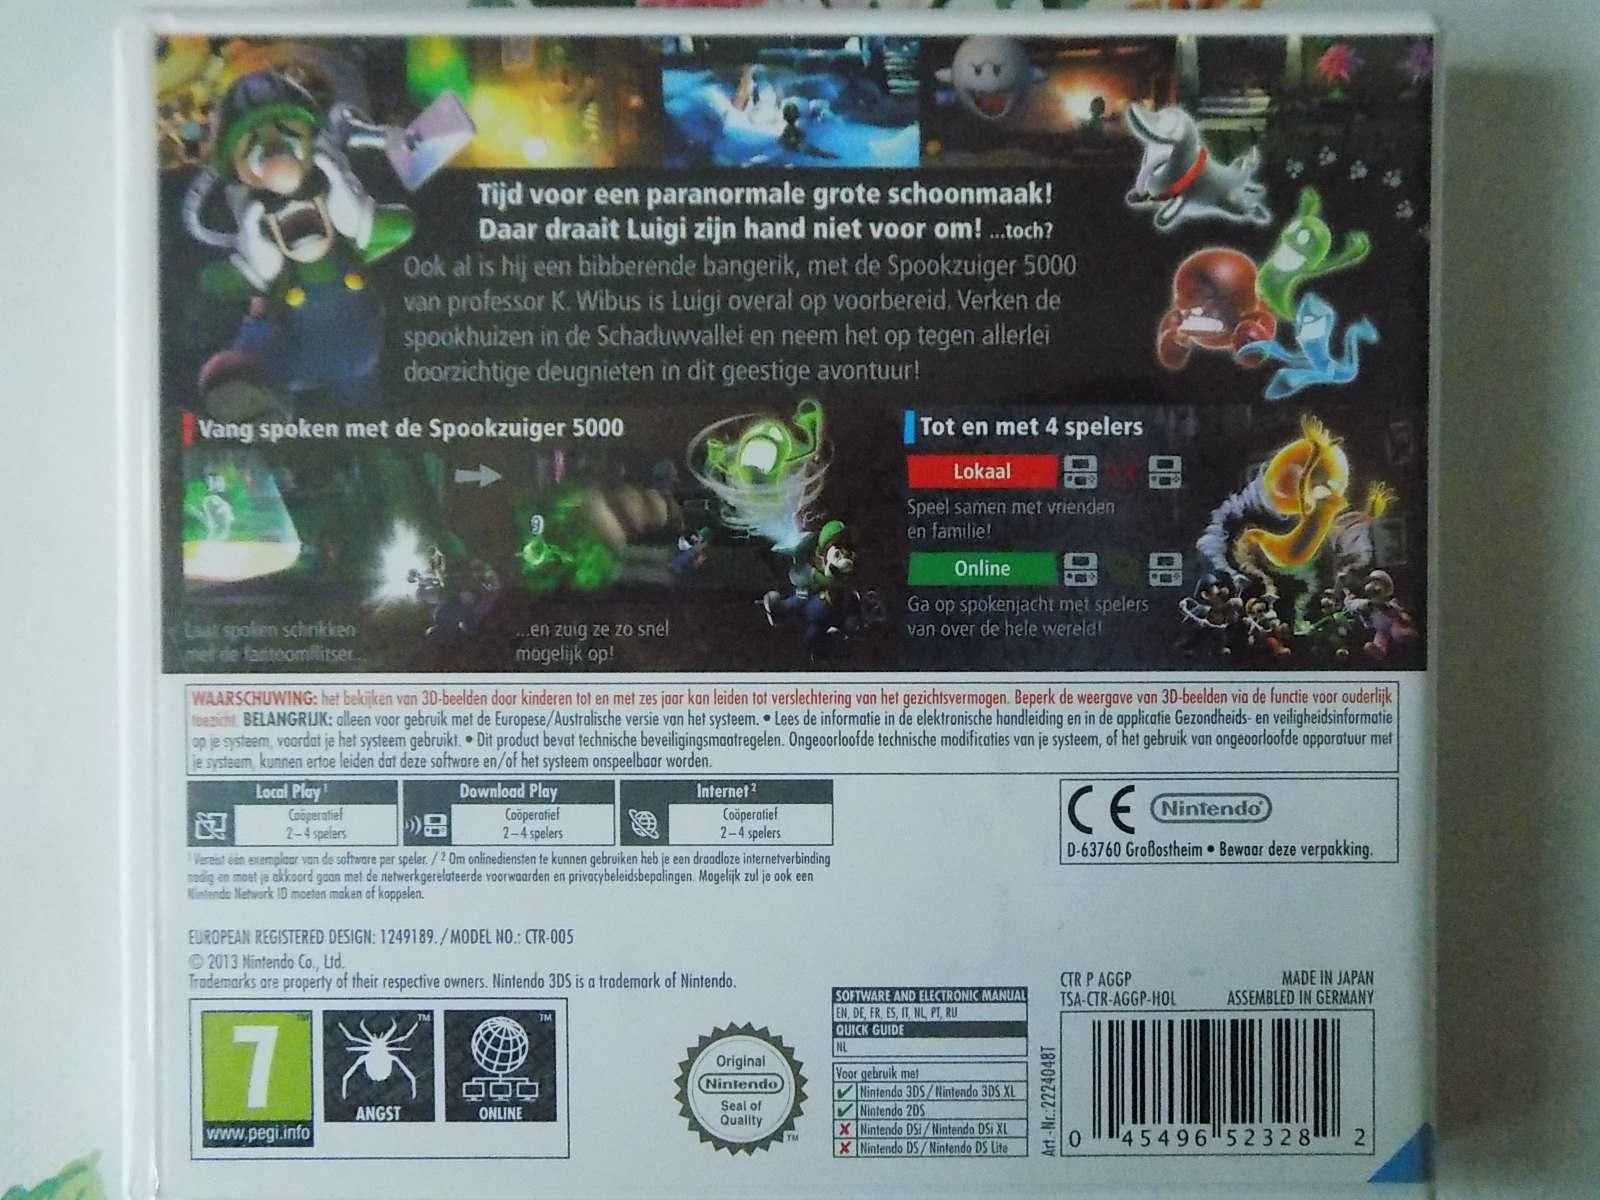 Tijd voor een paranormale grote schoonmaak!
Daar draait Luigi zijn hand niet voor om! ...toch?
Ook al is hij een bibberende bangerik, met de Spookzuiger 5000
van professor K. Wibus is Luigi overal op voorbereid. Verken de
spookhuizen in de Schaduwvallei en neem het op tegen allerlei
doorzichtige deugnieten in dit geestige avontuur!
Vang spoken met de Spookzuiger 5000
Laat spoken schrikken
met de fantoomflitser...
...en zuig ze zo snel
mogelijk op!
Tot en met 4 spelers
Lokaal
Speel samen met vrienden
en familie!
Online
Ga op spokenjacht met spelers
van over de hele wereld!
WAARSCHUWING: het bekijken van 3D-beelden door kinderen tot en met zes jaar kan leiden tot verslechtering van het gezichtsvermogen. Beperk de weergave van 3D-beelden via de functie voor ouderlijk
toezicht. BELANGRIJK: alleen voor gebruik met de Europese/Australische versie van het systeem. • Lees de informatie in de elektronische handleiding en in de applicatie Gezondheids- en veiligheidsinformatie
op je systeem, voordat je het systeem gebruikt. • Dit product bevat technische beveiligingsmaatregelen. Ongeoorloofde technische modificaties van je systeem, of het gebruik van ongeoorloofde apparatuur met
je systeem, kunnen ertoe leiden dat deze software en/of het systeem onspeelbaar worden.
Local Play¹
Coöperatief
2–4 spelers
Download Play
Coöperatief
2–4 spelers
Internet²
Coöperatief
2–4 spelers
¹ Vereist één exemplaar van de software per speler. / ² Om onlinediensten te kunnen gebruiken heb je een draadloze internetverbinding
nodig en moet je akkoord gaan met de netwerkgerelateerde voorwaarden en privacybeleidsbepalingen. Mogelijk zul je ook een
Nintendo Network ID moeten maken of koppelen.
CE Nintendo®
D-63760 Großostheim • Bewaar deze verpakking.
EUROPEAN REGISTERED DESIGN: 1249189./MODEL NO.: CTR-005
© 2013 Nintendo Co., Ltd.
Trademarks are property of their respective owners. Nintendo 3DS is a trademark of Nintendo.
7™
www.pegi.info
™
ANGST
™
ONLINE
Original
Nintendo
Seal of
Quality
™
SOFTWARE AND ELECTRONIC MANUAL
EN, DE, FR, ES, IT, NL, PT, RU
QUICK GUIDE
NL
Voor gebruik met
Nintendo 3DS/Nintendo 3DS XL
Nintendo 2DS
Nintendo DSi/Nintendo DSi XL
Nintendo DS/Nintendo DS Lite
Art.-Nr.:2224048T
CTR P AGGP
MADE IN JAPAN
TSA-CTR-AGGP-HOL
ASSEMBLED IN GERMANY
0 45496 52328 2